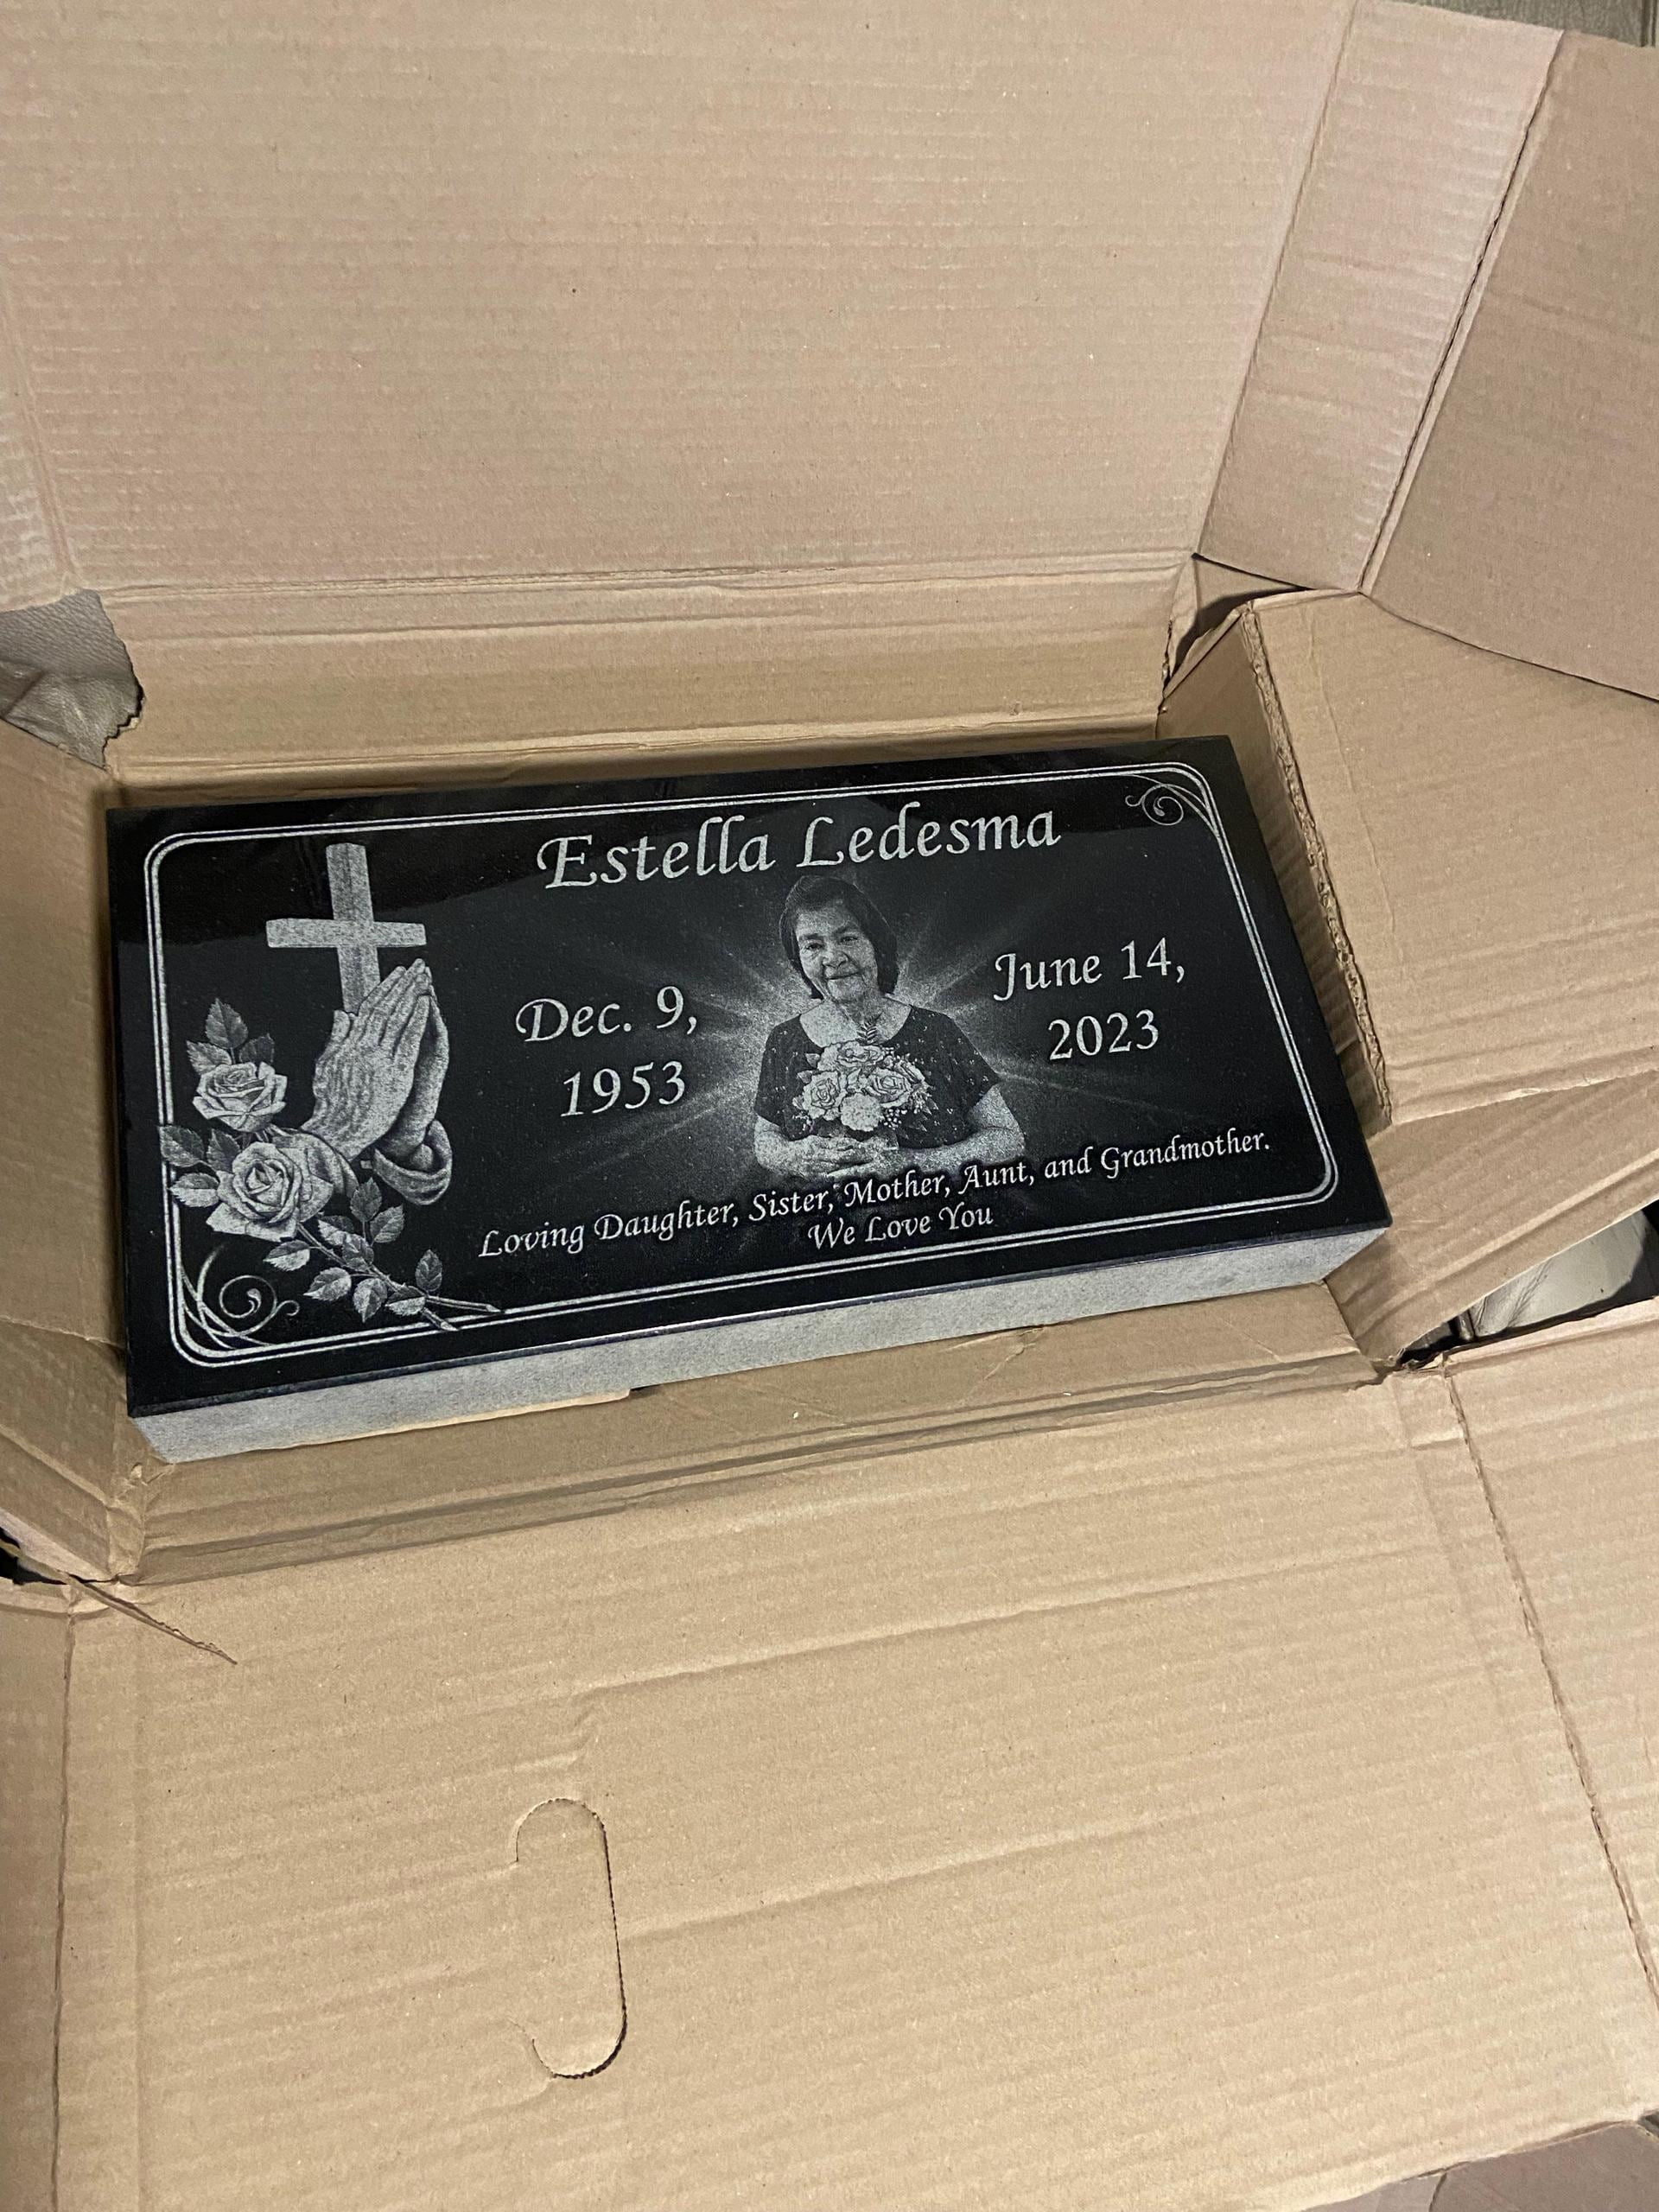 Estella Ledesma
Dec. 9,
1953
June 14,
2023
Loving Daughter, Sister, Mother, Aunt, and Grandmother.
We Love You